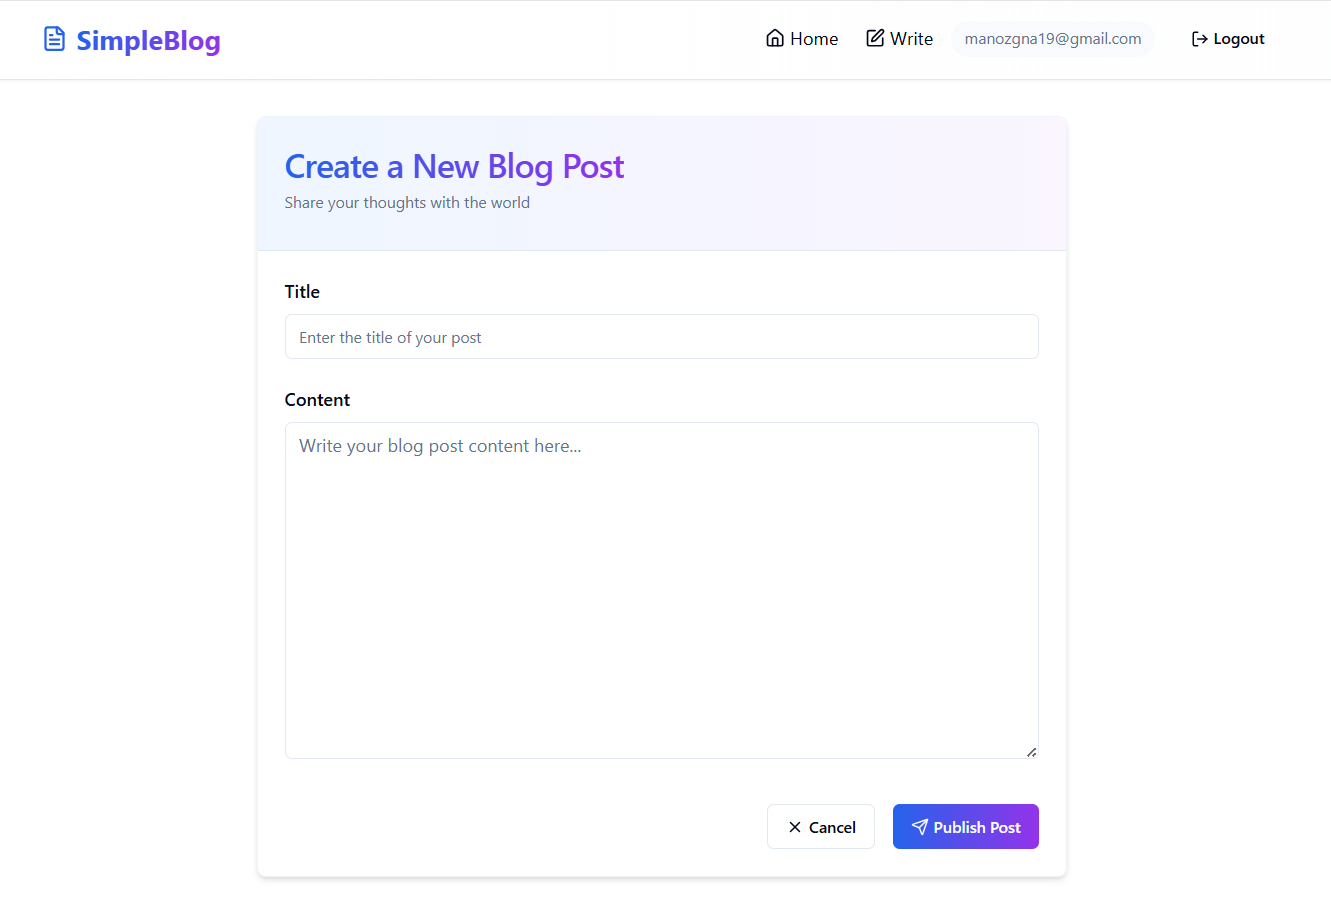 SimpleBlog
Home
Write
manozgna19@gmail.com
Logout
Create a New Blog Post
Share your thoughts with the world
Title
Enter the title of your post
Content
Write your blog post content here...
Cancel
Publish Post